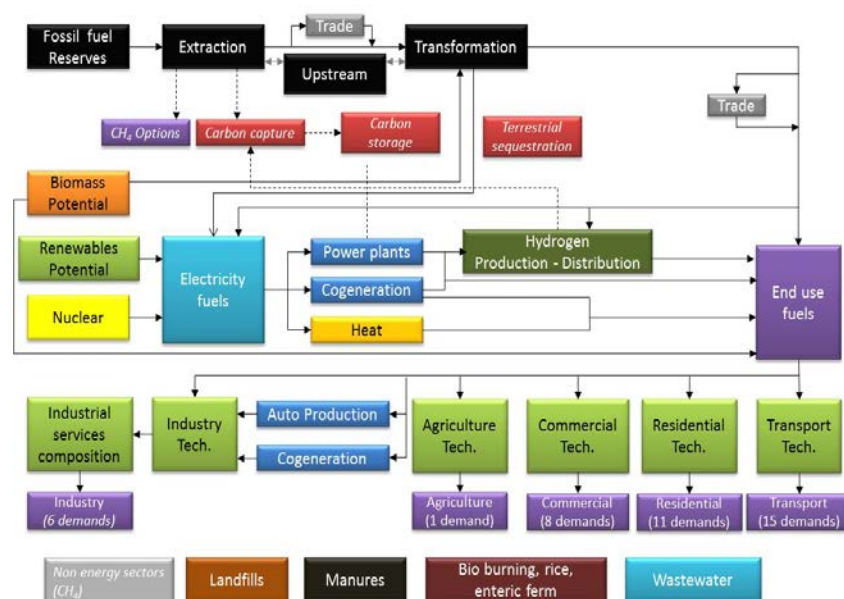 Fossil fuel
Reserves
Extraction
Trade
Transformation
Upstream
Trade
CH₄ Options
Carbon capture
Carbon
storage
Terrestrial
sequestration
Biomass
Potential
Renewables
Potential
Electricity
fuels
Power plants
Hydrogen
Production - Distribution
Cogeneration
End use
fuels
Nuclear
Heat
Industrial
services
composition
Industry
Tech.
Auto Production
Cogeneration
Agriculture
Tech.
Commercial
Tech.
Residential
Tech.
Transport
Tech.
Industry
(6 demands)
Agriculture
(1 demand)
Commercial
(8 demands)
Residential
(11 demands)
Transport
(15 demands)
Non energy sectors
(CH₄)
Landfills
Manures
Bio burning, rice,
enteric ferm
Wastewater